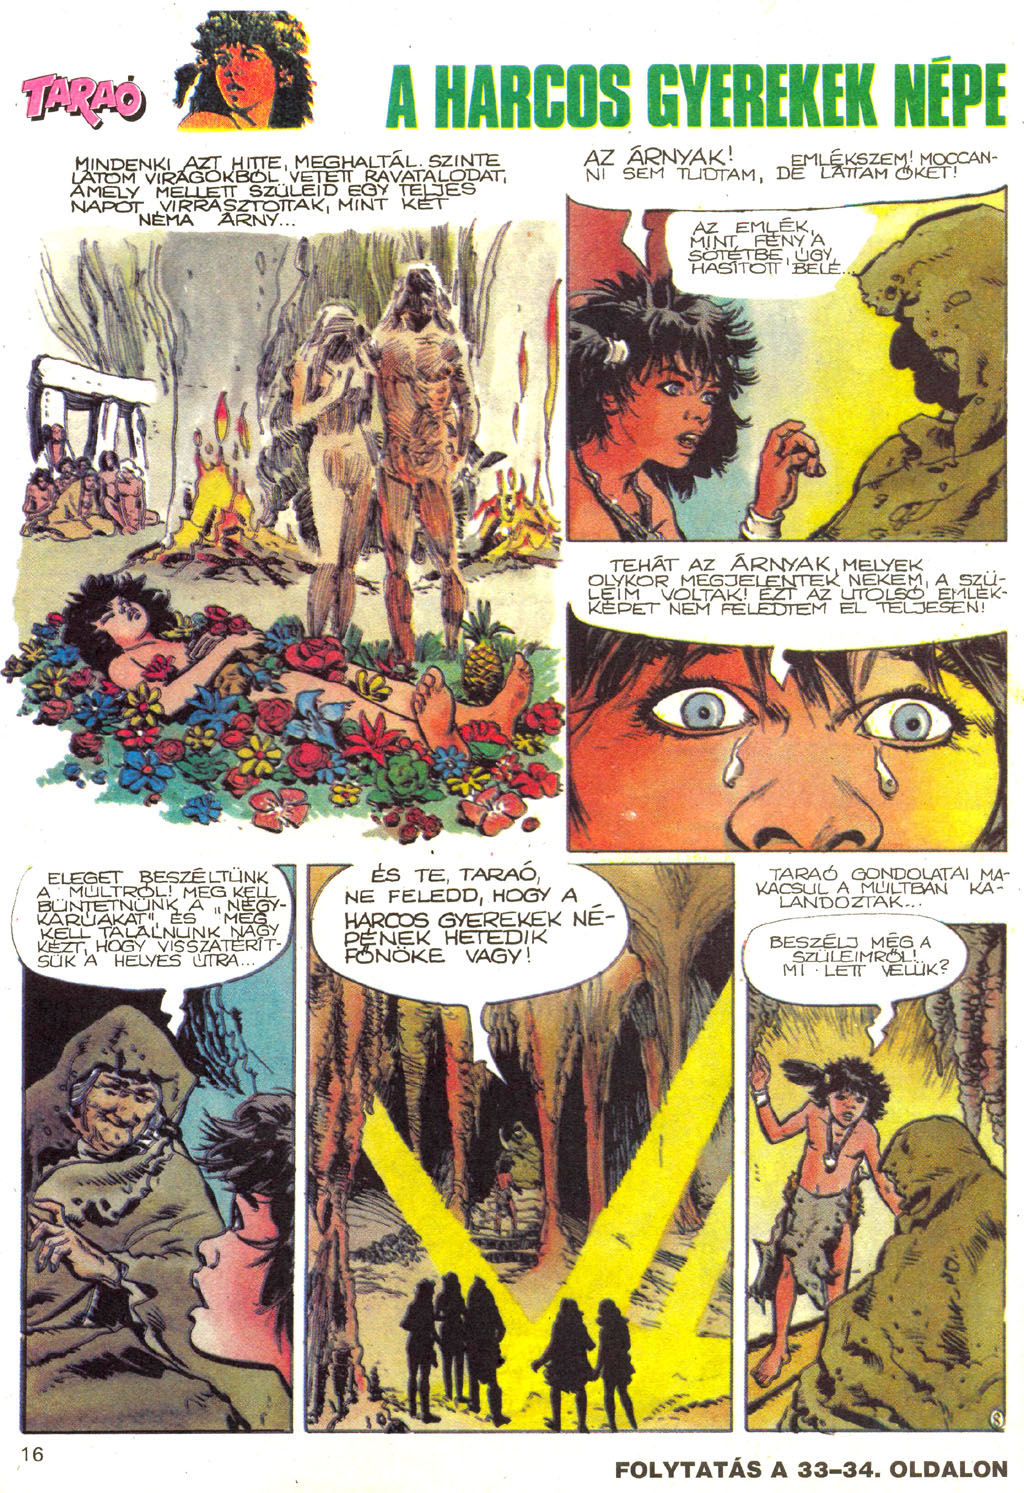 TARAÓ
A HARCOS GYEREKEK NÉPE
MINDENKI AZT HITTE, MEGHALTÁL. SZINTE
LÁTOM VIRÁGOKBÓL VETETT RAVATALODAT,
AMELY MELLETT SZÜLEID EGY TELJES
NAPOT VIRRASZTOTTAK, MINT KÉT
NÉMA ÁRNY...
AZ ÁRNYAK! EMLÉKSZEM! MOCCAN-
NI SEM TUDTAM, DE LÁTTAM ŐKET!
AZ EMLÉK,
MINT FÉNY A
SÖTÉTBE, ÚGY
HASÍTOTT BELÉ...
TEHÁT AZ ÁRNYAK, MELYEK
OLYKOR MEGJELENTEK NEKEM, A SZÜ-
LEIM VOLTAK! EZT AZ UTOLSÓ EMLÉK-
KÉPET NEM FELEDTEM EL TELJESEN!
ELEGET BESZÉLTÜNK
A MÚLTRÓL! MEG KELL
BÜNTETNÜNK A "NÉGY-
KARÚAKAT", ÉS MEG
KELL TALÁLNUNK NAGY
KÉZT, HOGY VISSZATÉRÍT-
SÜK A HELYES ÚTRA...
ÉS TE, TARAÓ,
NE FELEDD, HOGY A
HARCOS GYEREKEK NÉ-
PÉNEK HETEDIK
FŐNÖKE VAGY!
TARAÓ GONDOLATAI MA-
KACSUL A MÚLTBAN KA-
LANDOZTAK...
BESZÉLJ MÉG A
SZÜLEIMRŐL!
MI LETT VELÜK?
8
16
FOLYTATÁS A 33–34. OLDALON